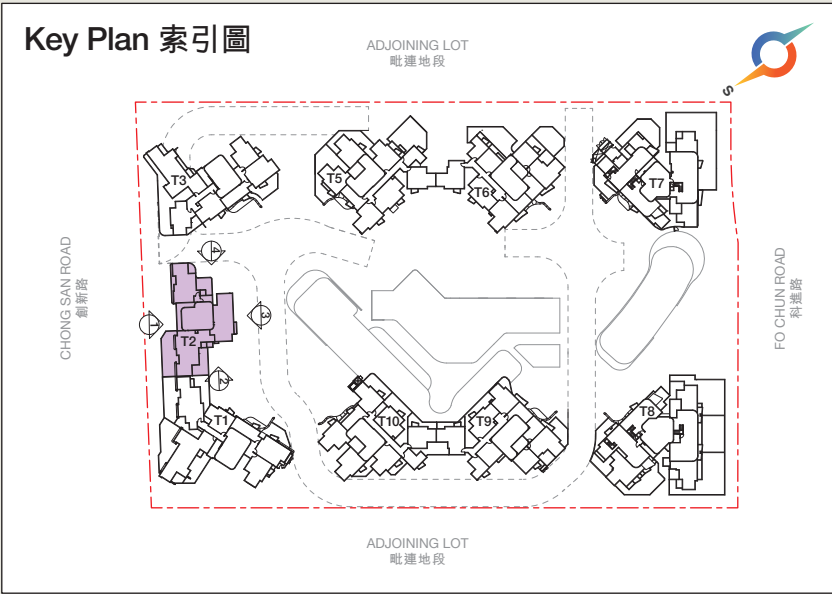 Key Plan 索引圖
ADJOINING LOT
毗連地段
S
T3
T5
T6
T7
CHONG SAN ROAD
創新路
FO CHUN ROAD
科進路
4
1
3
T2
2
T1
T10
T9
T8
ADJOINING LOT
毗連地段